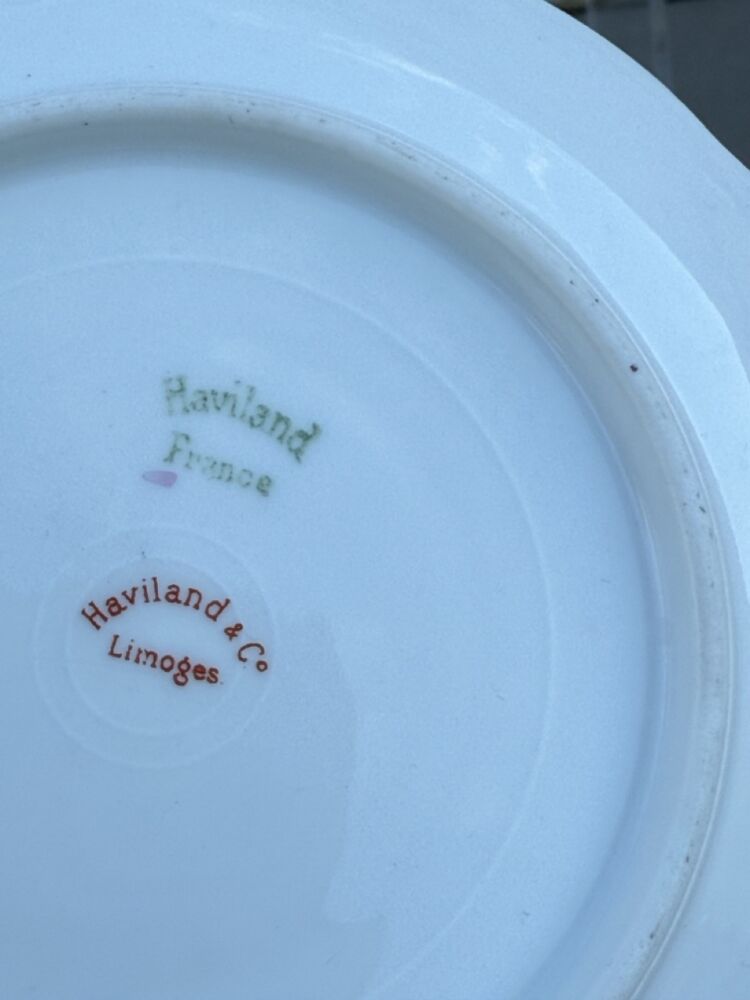 Haviland
France
Haviland & Co
Limoges.